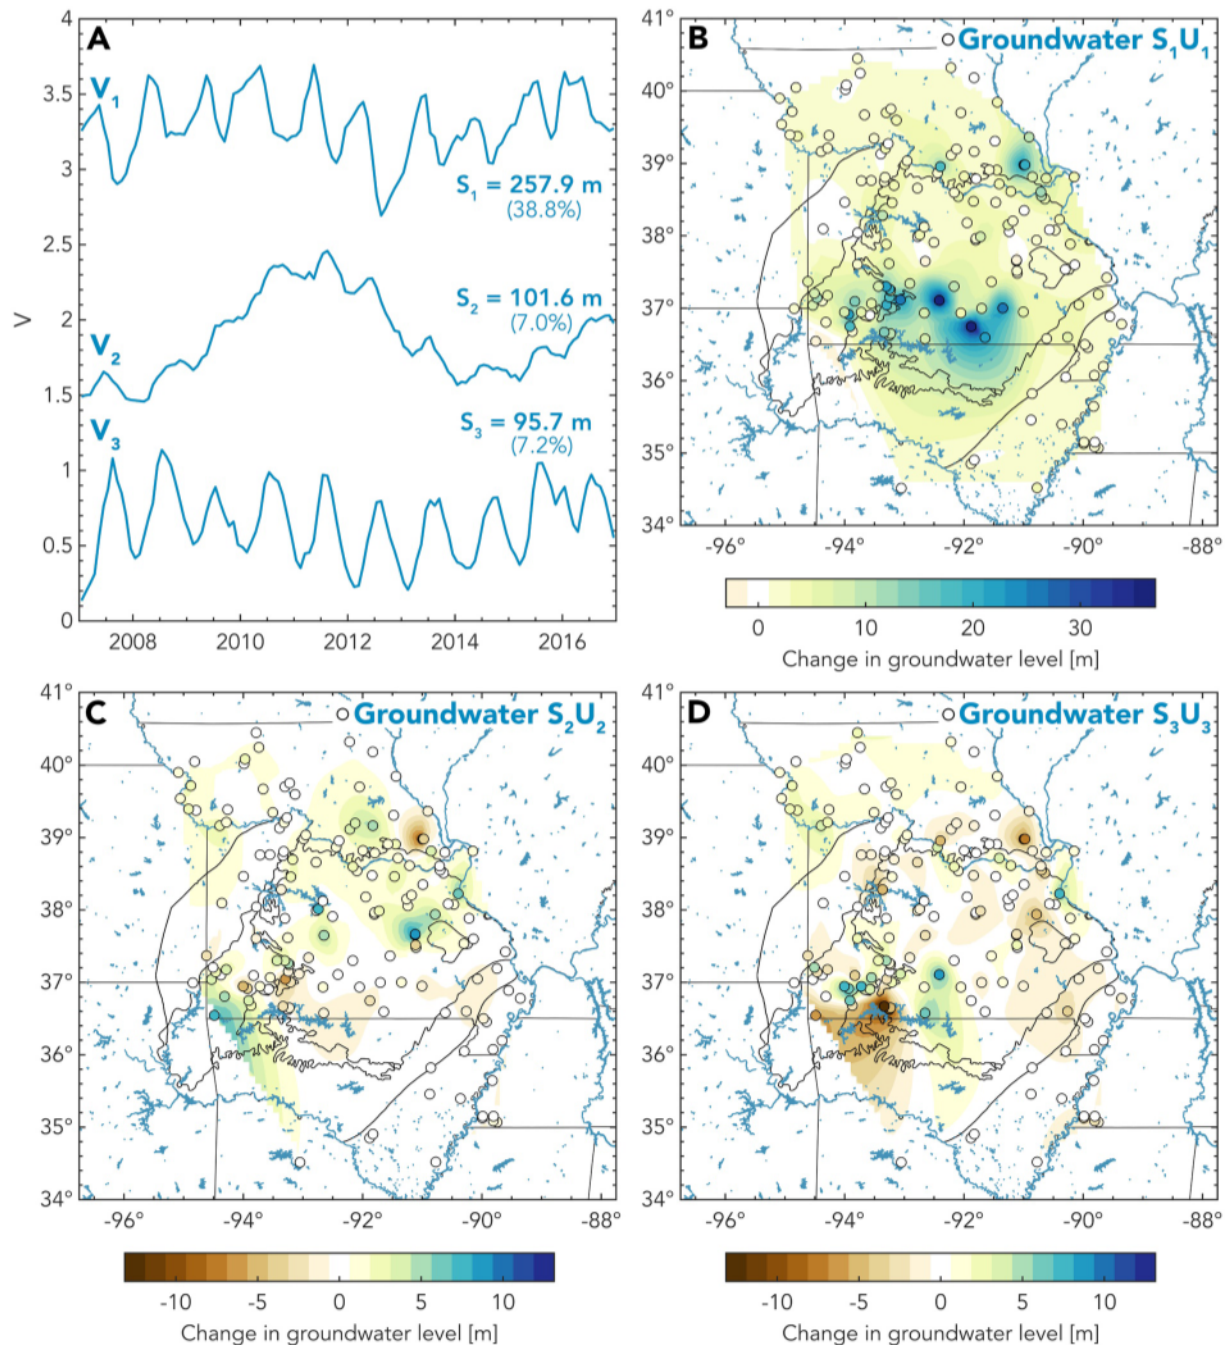 A
4
3.5
3
2.5
2
1.5
1
0.5
0
V
V₁
S₁ = 257.9 m
(38.8%)
S₂ = 101.6 m
(7.0%)
V₂
V₃
S₃ = 95.7 m
(7.2%)
2008 2010 2012 2014 2016
B
Groundwater S₁U₁
41°
40°
39°
38°
37°
36°
35°
34°
-96° -94° -92° -90° -88°
0 10 20 30
Change in groundwater level [m]
C
Groundwater S₂U₂
41°
40°
39°
38°
37°
36°
35°
34°
-96° -94° -92° -90° -88°
-10 -5 0 5 10
Change in groundwater level [m]
D
Groundwater S₃U₃
41°
40°
39°
38°
37°
36°
35°
34°
-96° -94° -92° -90° -88°
-10 -5 0 5 10
Change in groundwater level [m]